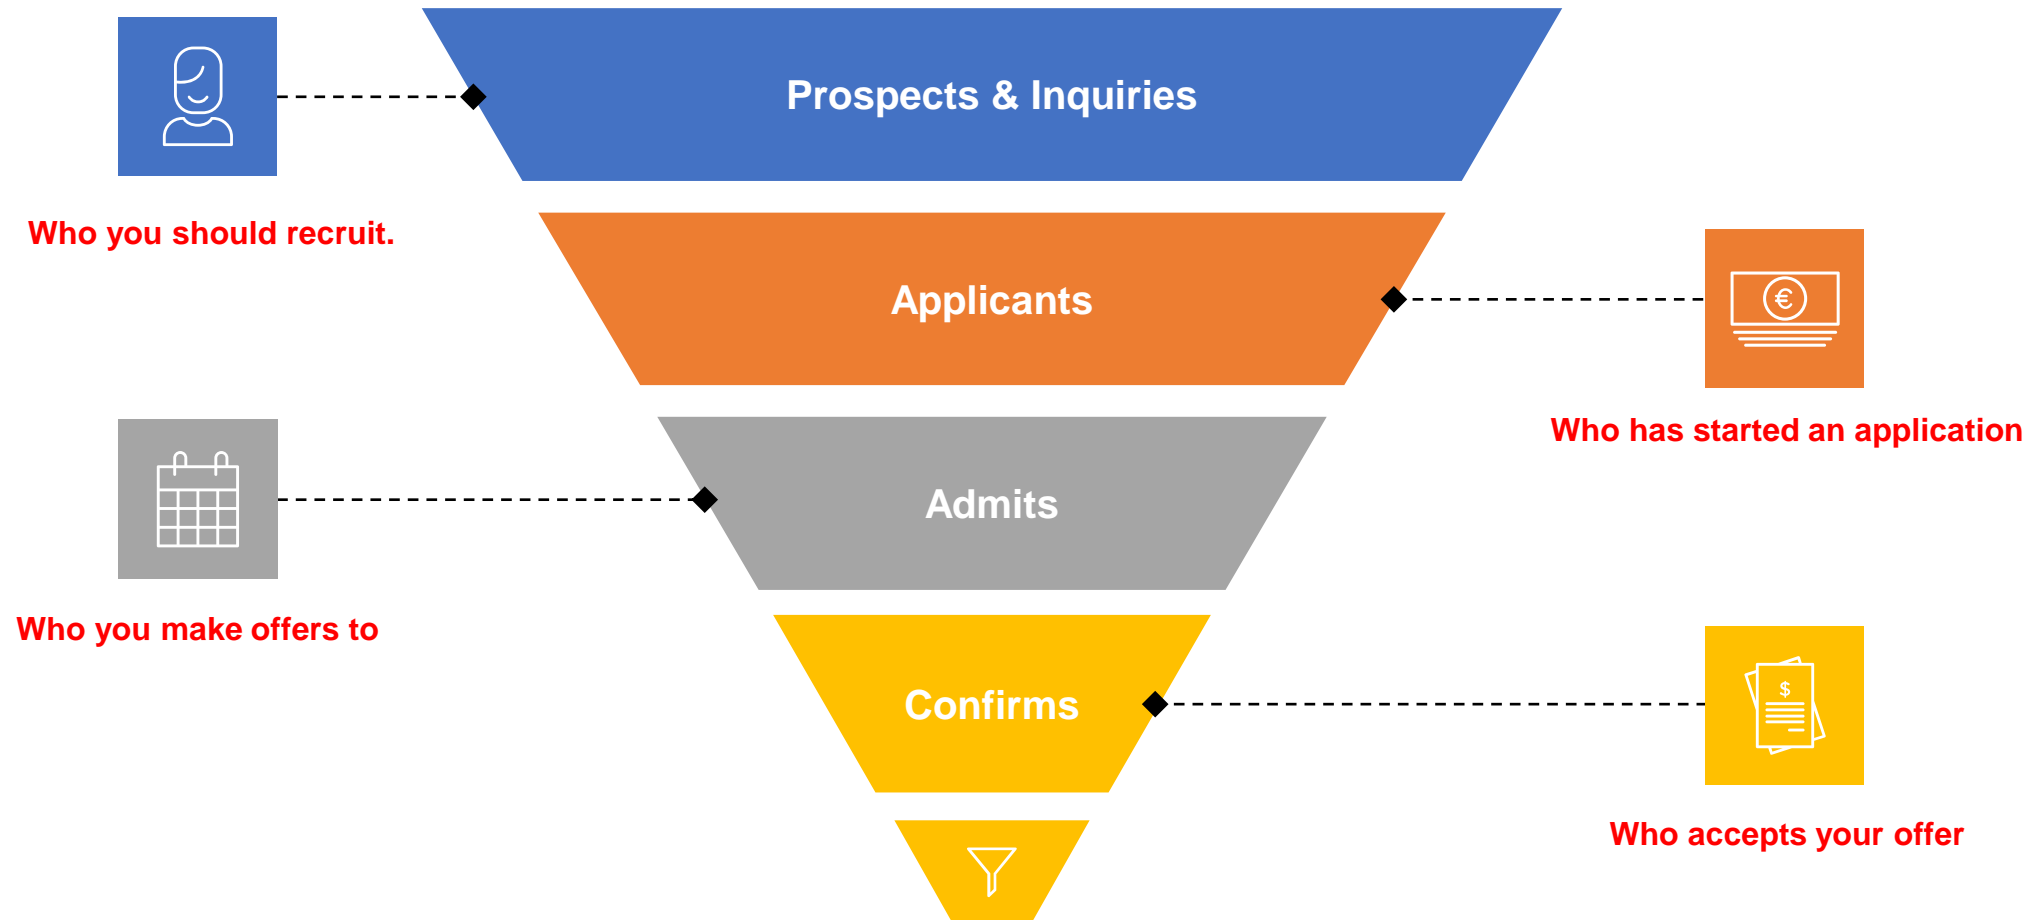 Prospects & Inquiries
Who you should recruit.
Applicants
€
Who has started an application
Admits
Who you make offers to
Confirms
$
Who accepts your offer